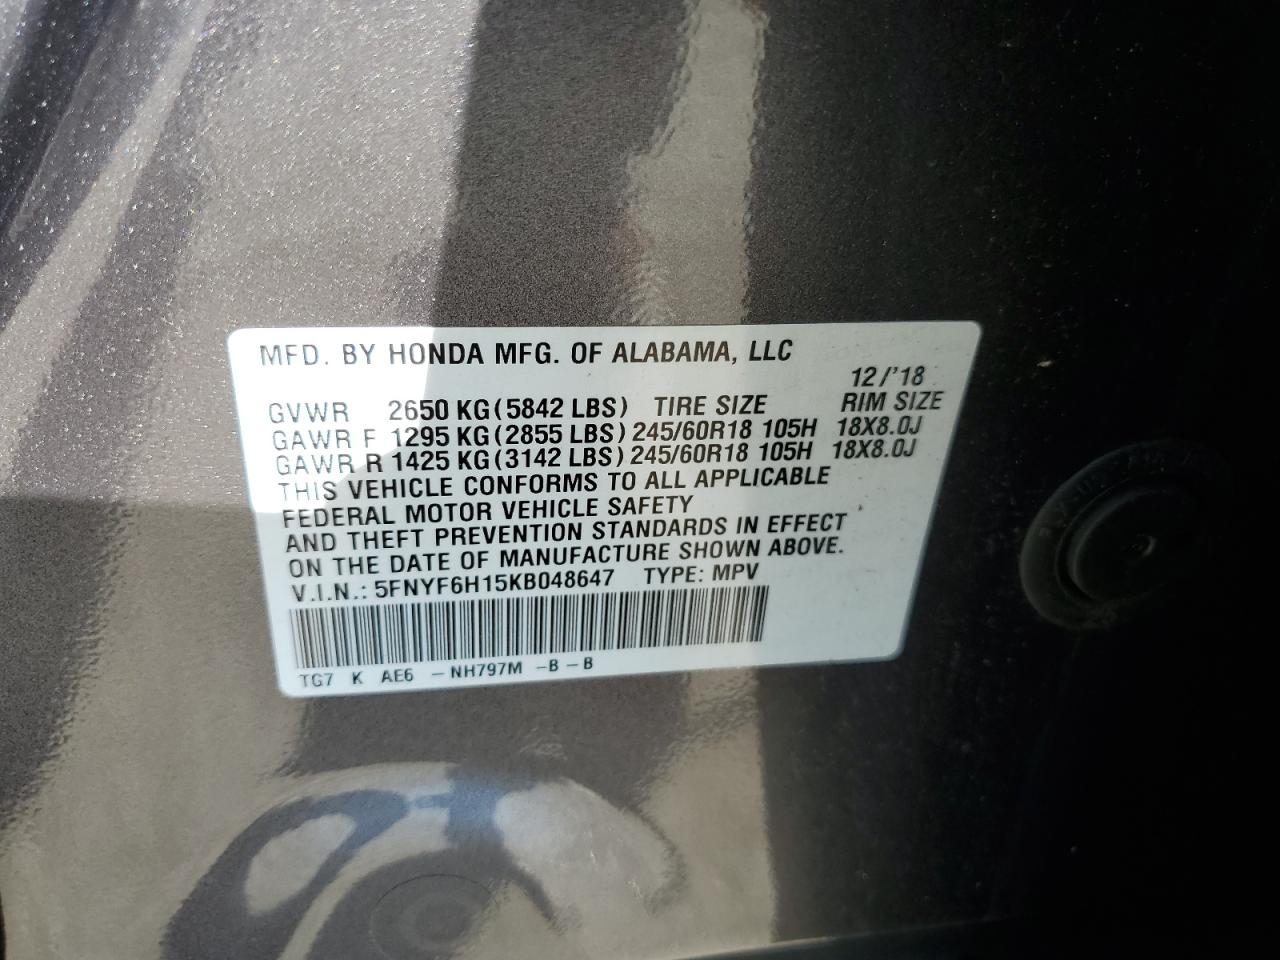 MFD. BY HONDA MFG. OF ALABAMA, LLC
12/'18
GVWR 2650 KG (5842 LBS) TIRE SIZE RIM SIZE
GAWR F 1295 KG (2855 LBS) 245/60R18 105H 18X8.0J
GAWR R 1425 KG (3142 LBS) 245/60R18 105H 18X8.0J
THIS VEHICLE CONFORMS TO ALL APPLICABLE
FEDERAL MOTOR VEHICLE SAFETY
AND THEFT PREVENTION STANDARDS IN EFFECT
ON THE DATE OF MANUFACTURE SHOWN ABOVE.
V.I.N.: 5FNYF6H15KB048647 TYPE: MPV
TG7 K AE6 – NH797M – B – B